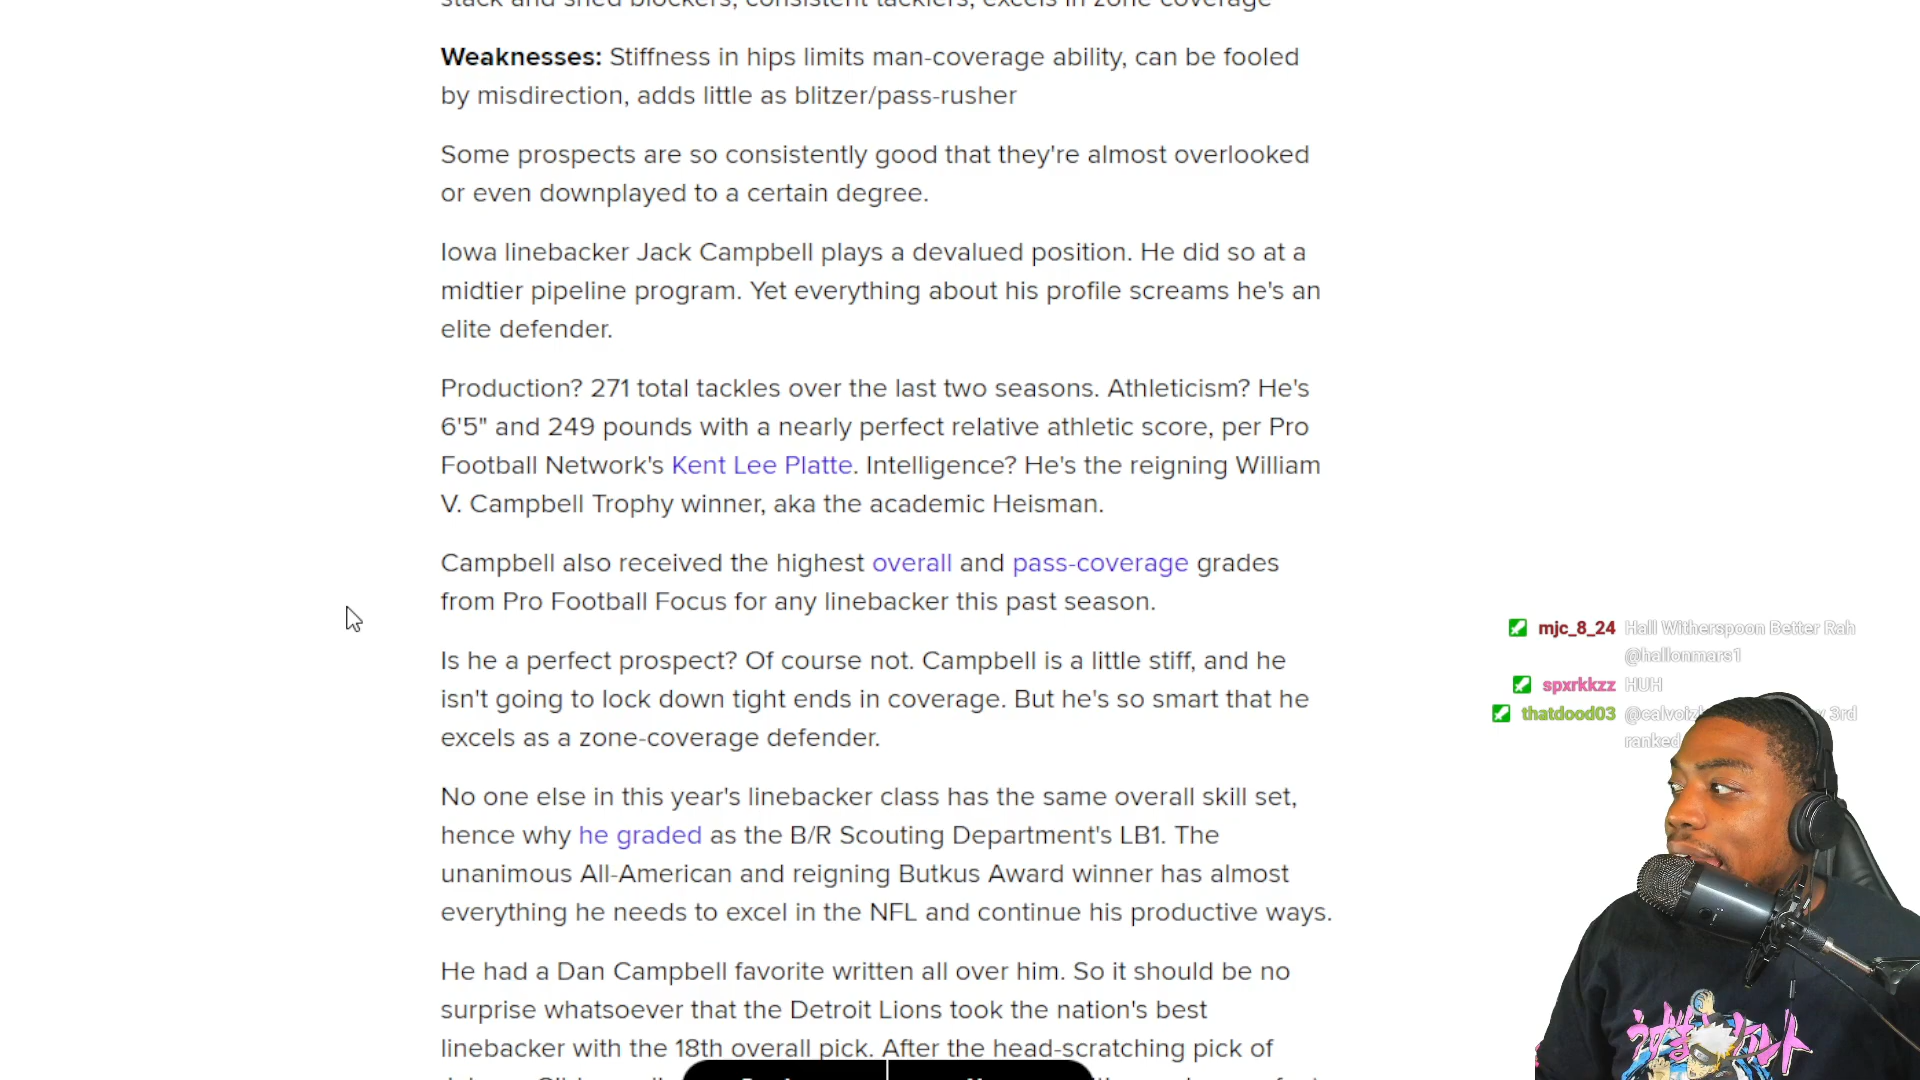 stack and shed blockers, consistent tacklers, excels in zone coverage
Weaknesses: Stiffness in hips limits man-coverage ability, can be fooled
by misdirection, adds little as blitzer/pass-rusher
Some prospects are so consistently good that they're almost overlooked
or even downplayed to a certain degree.
Iowa linebacker Jack Campbell plays a devalued position. He did so at a
midtier pipeline program. Yet everything about his profile screams he's an
elite defender.
Production? 271 total tackles over the last two seasons. Athleticism? He's
6'5" and 249 pounds with a nearly perfect relative athletic score, per Pro
Football Network's Kent Lee Platte. Intelligence? He's the reigning William
V. Campbell Trophy winner, aka the academic Heisman.
Campbell also received the highest overall and pass-coverage grades
from Pro Football Focus for any linebacker this past season.
Is he a perfect prospect? Of course not. Campbell is a little stiff, and he
isn't going to lock down tight ends in coverage. But he's so smart that he
excels as a zone-coverage defender.
No one else in this year's linebacker class has the same overall skill set,
hence why he graded as the B/R Scouting Department's LB1. The
unanimous All-American and reigning Butkus Award winner has almost
everything he needs to excel in the NFL and continue his productive ways.
He had a Dan Campbell favorite written all over him. So it should be no
surprise whatsoever that the Detroit Lions took the nation's best
linebacker with the 18th overall pick. After the head-scratching pick of
mjc_8_24 Hall Witherspoon Better Rah
@hallonmars1
spxrkkzz HUH
thatdood03 3rd
ranked